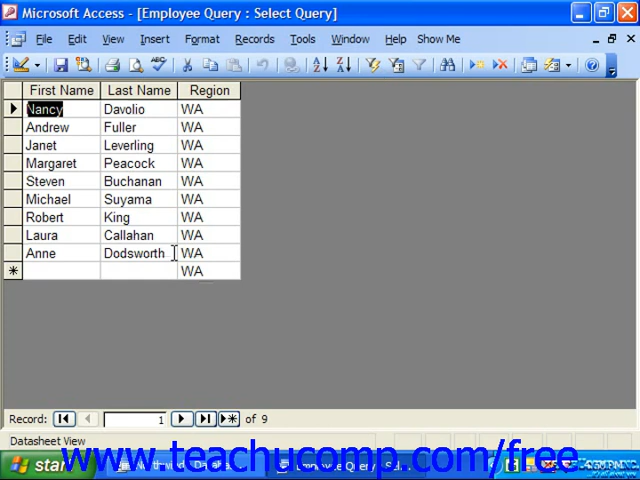 Microsoft Access - [Employee Query : Select Query]
File Edit View Insert Format Records Tools Window Help Show Me
First Name Last Name Region
Nancy Davolio WA
Andrew Fuller WA
Janet Leverling WA
Margaret Peacock WA
Steven Buchanan WA
Michael Suyama WA
Robert King WA
Laura Callahan WA
Anne Dodsworth WA
WA
Record: 1 of 9
Datasheet View
start
www.teachucomp.com/free